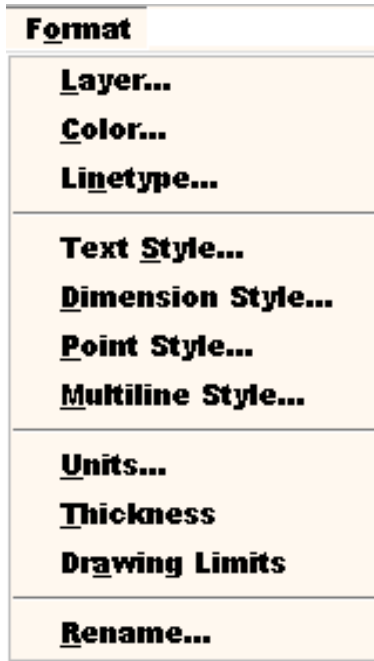 Format
Layer...
Color...
Linetype...
Text Style...
Dimension Style...
Point Style...
Multiline Style...
Units...
Thickness
Drawing Limits
Rename...